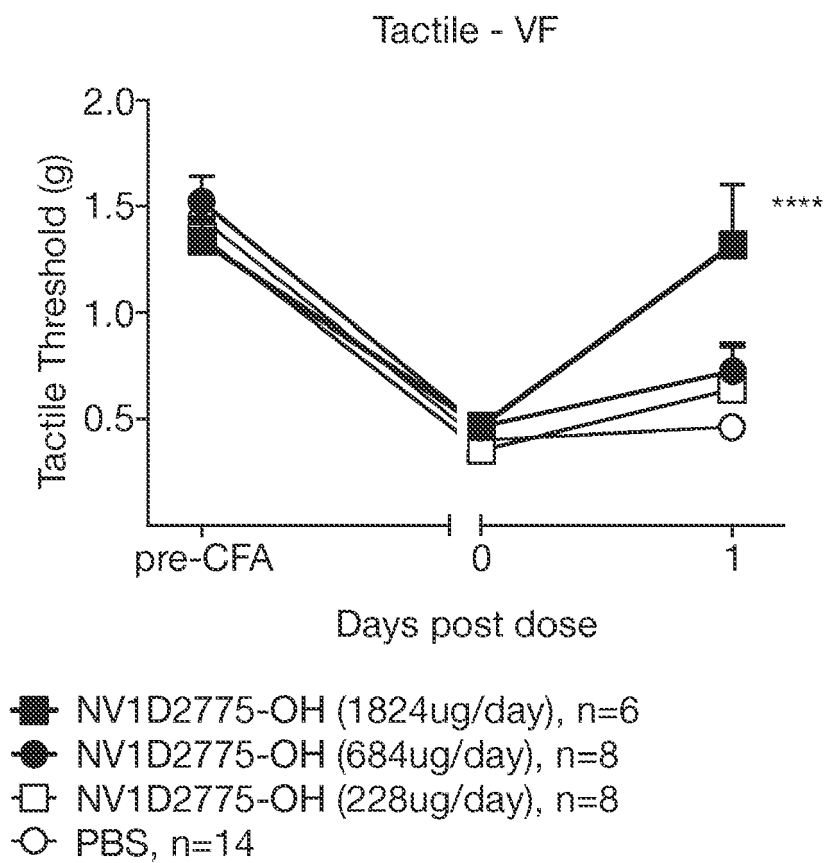 Tactile - VF
Tactile Threshold (g)
2.0
1.5
1.0
0.5
****
pre-CFA 0 1
Days post dose
NV1D2775-OH (1824ug/day), n=6
NV1D2775-OH (684ug/day), n=8
NV1D2775-OH (228ug/day), n=8
PBS, n=14